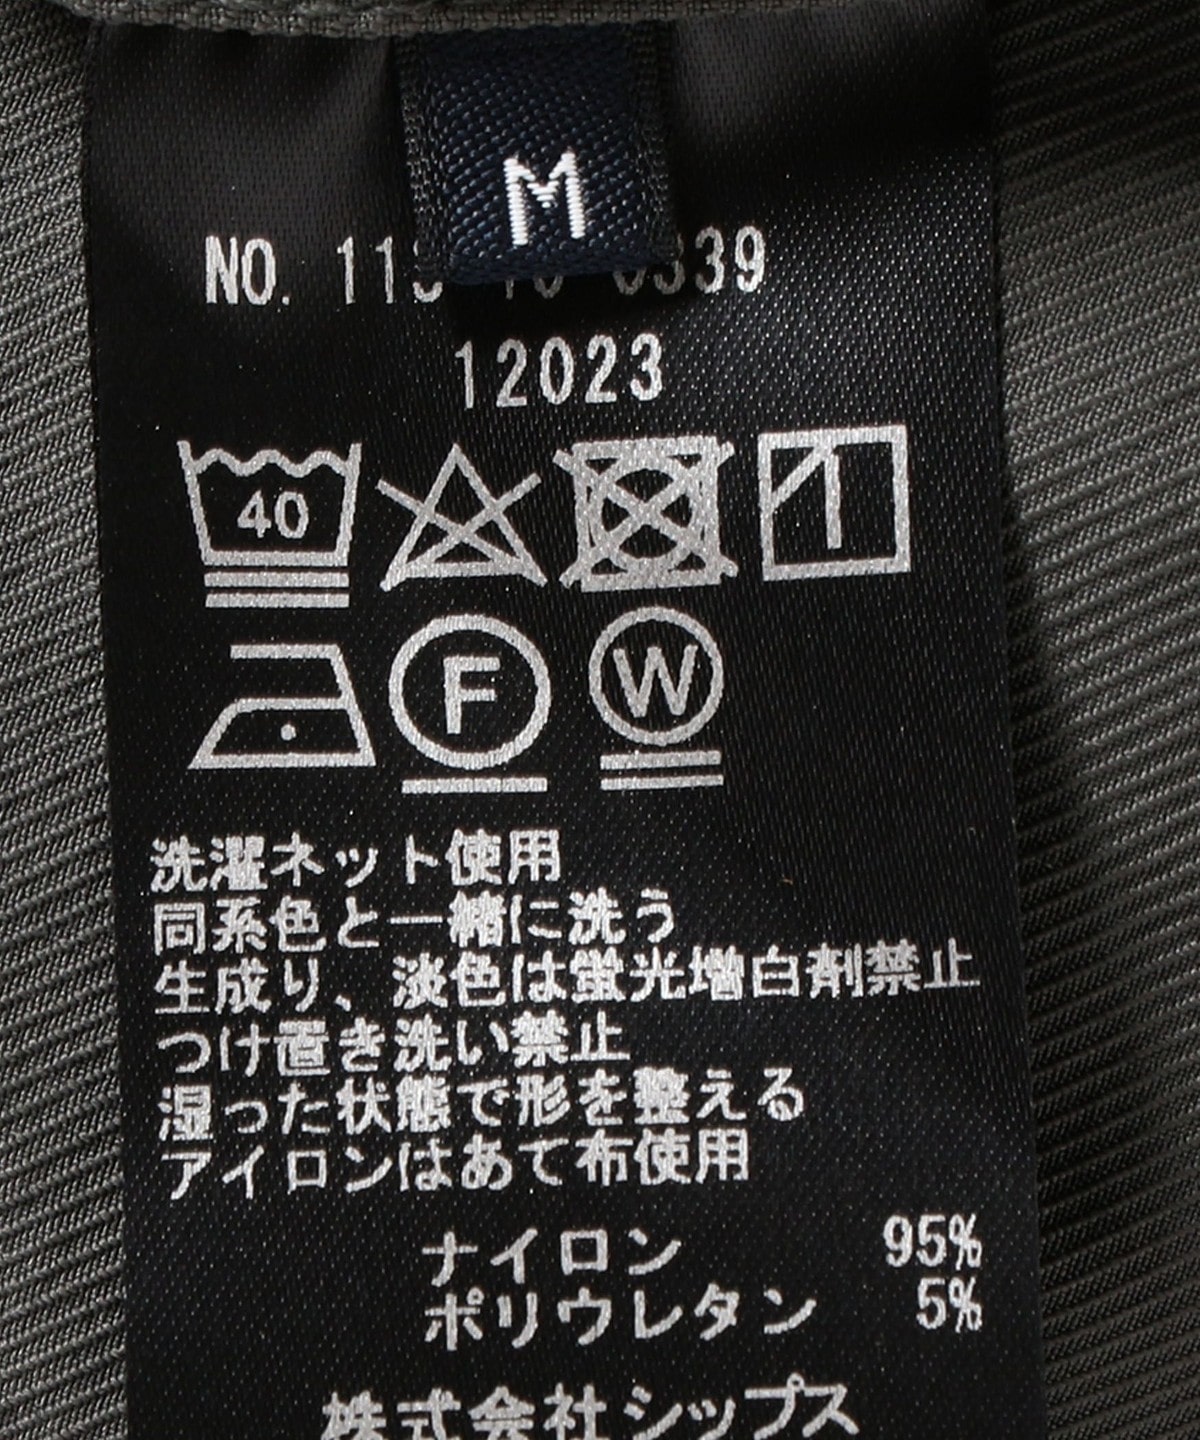 M
NO. 11 339
12023
40
F
W
洗濯ネット使用
同系色と一緒に洗う
生成り、淡色は蛍光増白剤禁止
つけ置き洗い禁止
湿った状態で形を整える
アイロンはあて布使用
ナイロン 95%
ポリウレタン 5%
株式会社シップス